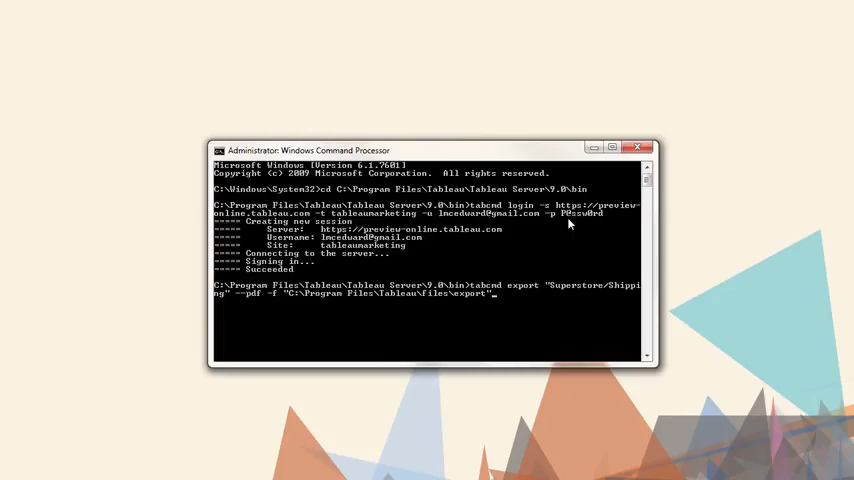 Administrator: Windows Command Processor
Microsoft Windows [Version 6.1.7601]
Copyright (c) 2009 Microsoft Corporation. All rights reserved.
C:\Windows\System32>cd C:\Program Files\Tableau\Tableau Server\9.0\bin
C:\Program Files\Tableau\Tableau Server\9.0\bin>tabcmd login -s https://preview-
online.tableau.com -t tableaumarketing -u lmcedward@gmail.com -p P@ssw0rd
===== Creating new session
===== Server: https://preview-online.tableau.com
===== Username: lmcedward@gmail.com
===== Site: tableaumarketing
===== Connecting to the server...
===== Signing in...
===== Succeeded
C:\Program Files\Tableau\Tableau Server\9.0\bin>tabcmd export "Superstore/Shippi
ng" --pdf -f "C:\Program Files\Tableau\files\export"